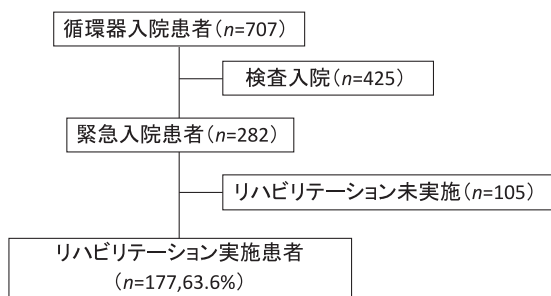 循環器入院患者(n=707)
検査入院(n=425)
緊急入院患者(n=282)
リハビリテーション未実施(n=105)
リハビリテーション実施患者
(n=177,63.6%)